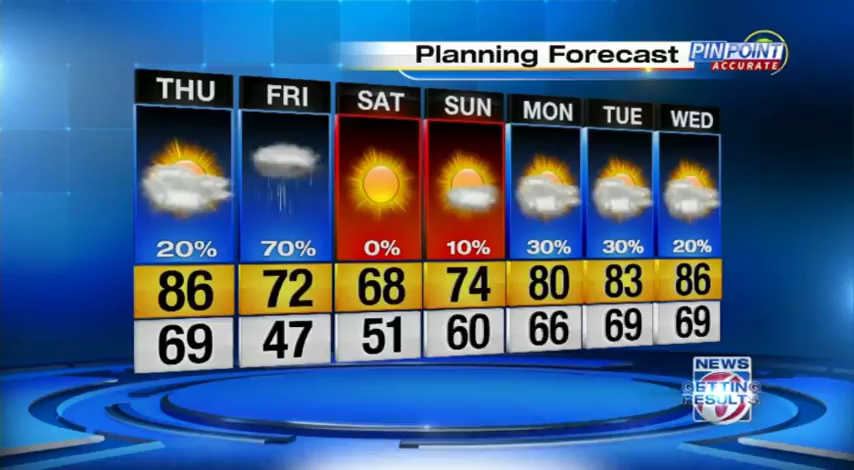 Planning Forecast
PINPOINT
ACCURATE
THU FRI SAT SUN MON TUE WED
20% 70% 0% 10% 30% 30% 20%
86 72 68 74 80 83 86
69 47 51 60 66 69 69
NEWS
GETTING
RESULTS